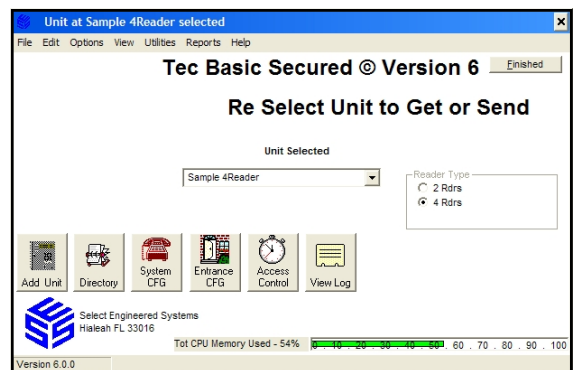 Unit at Sample 4Reader selected
File Edit Options View Utilities Reports Help
Tec Basic Secured © Version 6
Finished
Re Select Unit to Get or Send
Unit Selected
Sample 4Reader
Reader Type
2 Rdrs
4 Rdrs
Add Unit
Directory
System
CFG
Entrance
CFG
Access
Control
View Log
SES
Select Engineered Systems
Hialeah FL 33016
Tot CPU Memory Used - 54%
0 . 10 . 20 . 30 . 40 . 50 . 60 . 70 . 80 . 90 . 100
Version 6.0.0